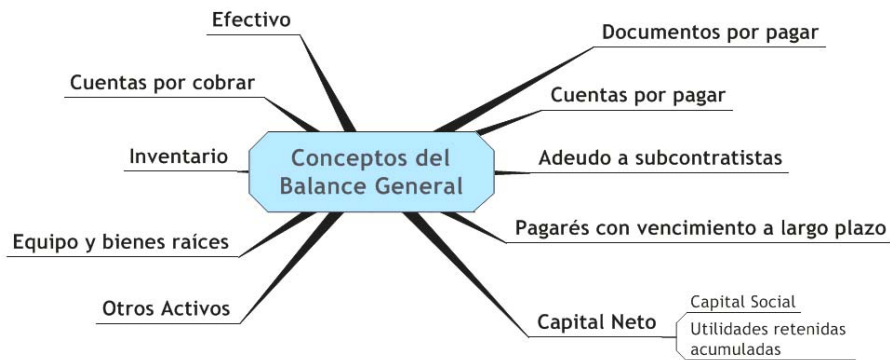 Efectivo
Cuentas por cobrar
Inventario
Equipo y bienes raíces
Otros Activos
Conceptos del
Balance General
Documentos por pagar
Cuentas por pagar
Adeudo a subcontratistas
Pagarés con vencimiento a largo plazo
Capital Neto
Capital Social
Utilidades retenidas
acumuladas